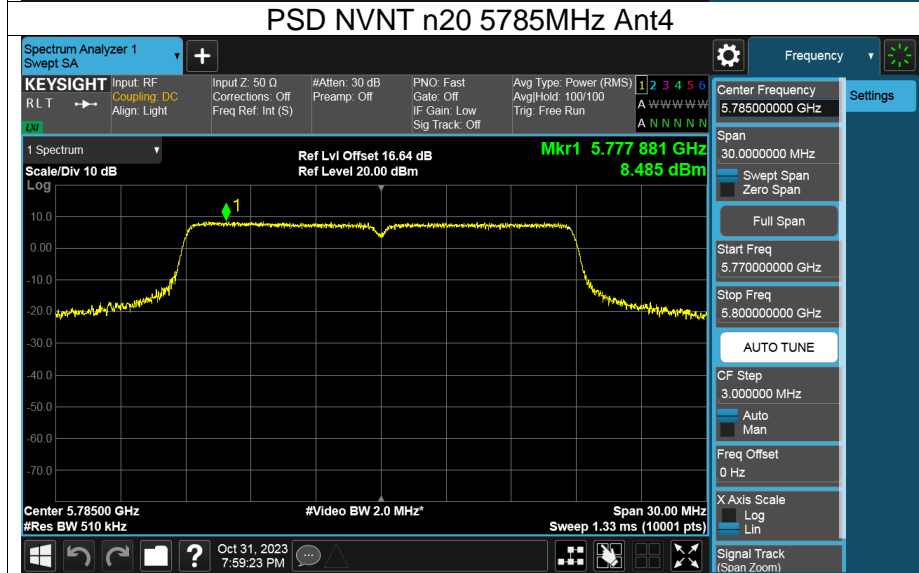 PSD NVNT n20 5785MHz Ant4
Spectrum Analyzer 1
Swept SA
Frequency
KEYSIGHT
RLT
LXI
Input: RF
Coupling: DC
Align: Light
Input Z: 50 Ω
Corrections: Off
Freq Ref: Int (S)
#Atten: 30 dB
Preamp: Off
PNO: Fast
Gate: Off
IF Gain: Low
Sig Track: Off
Avg Type: Power (RMS)
Avg|Hold: 100/100
Trig: Free Run
1 2 3 4 5 6
A W W W W W
A N N N N N
Center Frequency
5.785000000 GHz
Settings
Span
30.0000000 MHz
Swept Span
Zero Span
Full Span
Start Freq
5.770000000 GHz
Stop Freq
5.800000000 GHz
AUTO TUNE
CF Step
3.000000 MHz
Auto
Man
Freq Offset
0 Hz
X Axis Scale
Log
Lin
Signal Track
(Span Zoom)
1 Spectrum
Scale/Div 10 dB
Log
Ref Lvl Offset 16.64 dB
Ref Level 20.00 dBm
Mkr1 5.777 881 GHz
8.485 dBm
1
10.0
0.00
-10.0
-20.0
-30.0
-40.0
-50.0
-60.0
-70.0
Center 5.78500 GHz
#Res BW 510 kHz
#Video BW 2.0 MHz*
Span 30.00 MHz
Sweep 1.33 ms (10001 pts)
?
Oct 31, 2023
7:59:23 PM